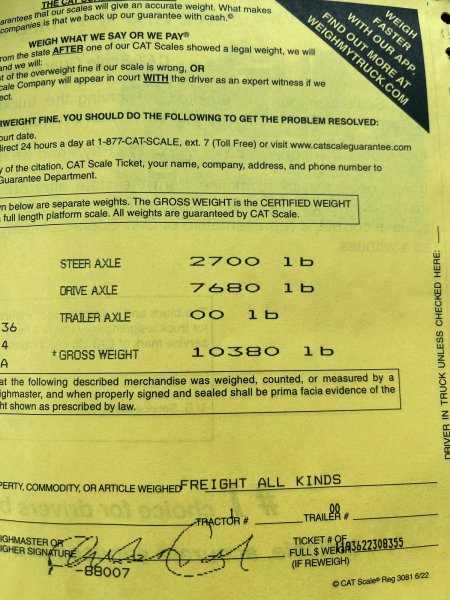 THE CAT
arantees that our scales will give an accurate weight. What makes
companies is that we back up our guarantee with cash.©
WEIGH WHAT WE SAY OR WE PAY®
from the state AFTER one of our CAT Scales showed a legal weight, we will
and we will:
st of the overweight fine if our scale is wrong, OR
cale Company will appear in court WITH the driver as an expert witness if we
ect.
WEIGH
FASTER
WITH OUR APP.
FIND OUT MORE AT
WEIGHMYTRUCK.COM
ERWEIGHT FINE, YOU SHOULD DO THE FOLLOWING TO GET THE PROBLEM RESOLVED:
ourt date.
direct 24 hours a day at 1-877-CAT-SCALE, ext. 7 (Toll Free) or visit www.catscaleguarantee.com
y of the citation, CAT Scale Ticket, your name, company, address, and phone number to
Guarantee Department.
n below are separate weights. The GROSS WEIGHT is the CERTIFIED WEIGHT
full length platform scale. All weights are guaranteed by CAT Scale.
STEER AXLE 2700 lb
DRIVE AXLE 7680 lb
36 TRAILER AXLE 00 lb
4
A * GROSS WEIGHT 10380 lb
DRIVER IN TRUCK UNLESS CHECKED HERE:
at the following described merchandise was weighed, counted, or measured by a
ighmaster, and when properly signed and sealed shall be prima facia evidence of the
ht shown as prescribed by law.
PERTY, COMMODITY, OR ARTICLE WEIGHED FREIGHT ALL KINDS
TRACTOR # TRAILER # 00
IGHMASTER OR
IGHER SIGNATURE
-88007
TICKET # OF
FULL $ WEIGH
(IF REWEIGH)
© CAT Scale® Reg 3081 6/22